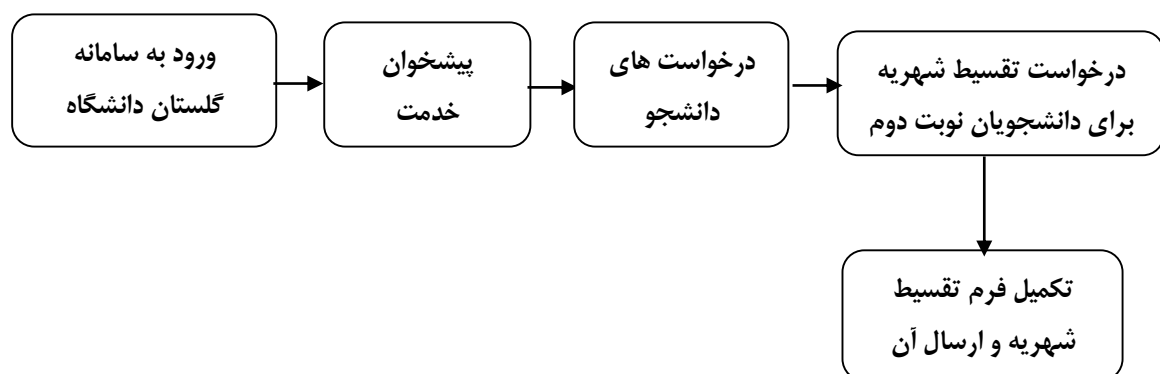 ورود به سامانه
گلستان دانشگاه
پیشخوان
خدمت
درخواست های
دانشجو
درخواست تقسیط شهریه
برای دانشجویان نوبت دوم
تکمیل فرم تقسیط
شهریه و ارسال آن